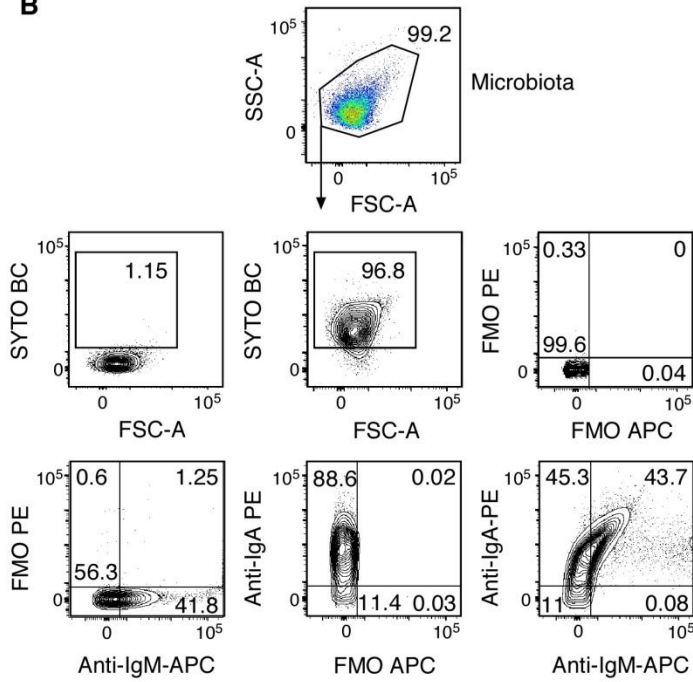 B
10⁵
99.2
SSC-A
Microbiota
0
0
10⁵
FSC-A
10⁵
1.15
SYTO BC
0
0
10⁵
FSC-A
10⁵
96.8
SYTO BC
0
0
10⁵
FSC-A
10⁵
0.33
0
FMO PE
99.6
0
0.04
0
10⁵
FMO APC
10⁵
0.6
1.25
FMO PE
56.3
0
41.8
0
10⁵
Anti-IgM-APC
10⁵
88.6
0.02
Anti-IgA PE
0
11.4
0.03
0
10⁵
FMO APC
10⁵
45.3
43.7
Anti-IgA-PE
0
11
0.08
0
10⁵
Anti-IgM-APC